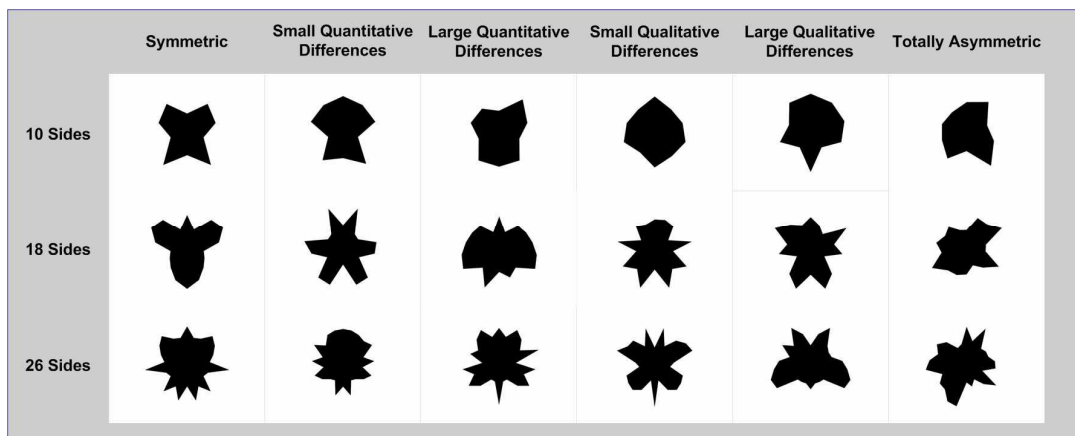 Symmetric
Small Quantitative
Differences
Large Quantitative
Differences
Small Qualitative
Differences
Large Qualitative
Differences
Totally Asymmetric
10 Sides
18 Sides
26 Sides